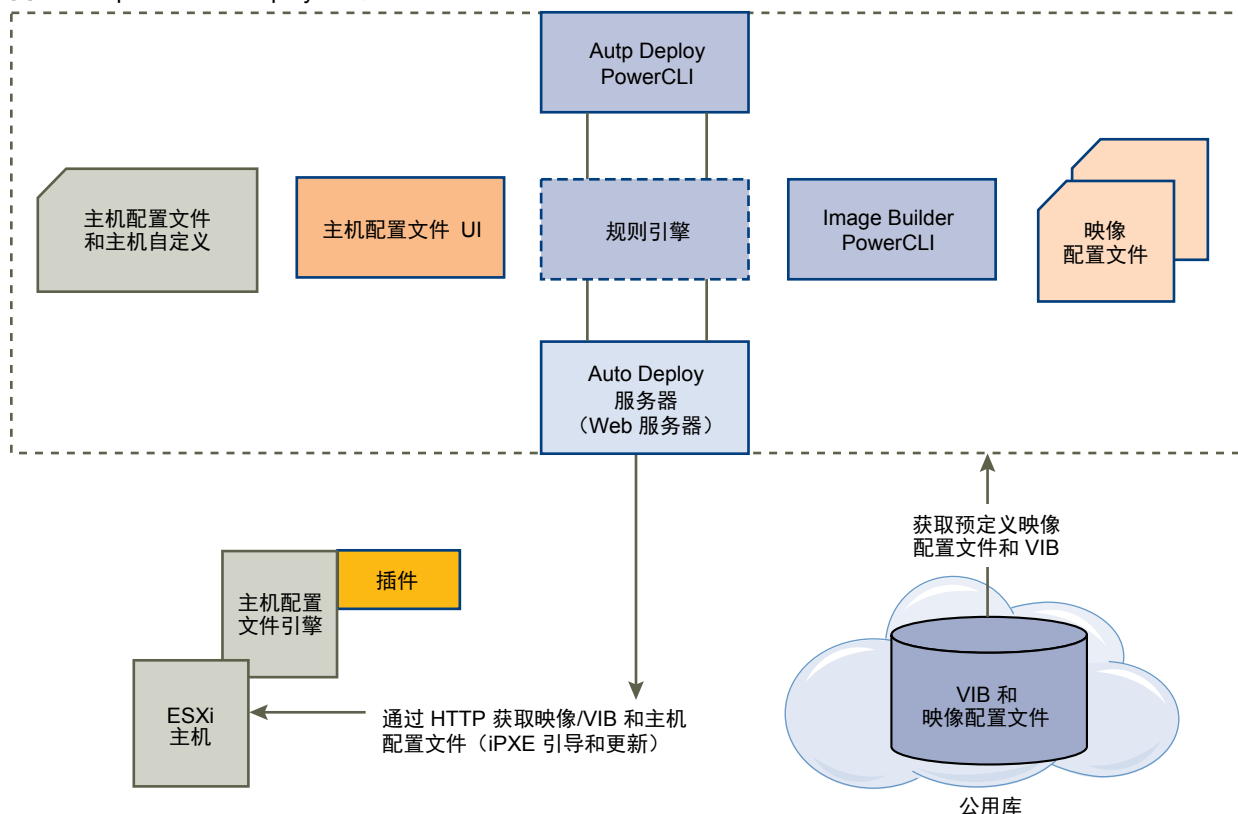 Autp Deploy
PowerCLI
主机配置文件
和主机自定义
主机配置文件 UI
规则引擎
Image Builder
PowerCLI
映像
配置文件
Auto Deploy
服务器
（Web 服务器）
获取预定义映像
配置文件和 VIB
插件
主机配置
文件引擎
ESXi
主机
通过 HTTP 获取映像/VIB 和主机
配置文件（iPXE 引导和更新）
VIB 和
映像配置文件
公用库